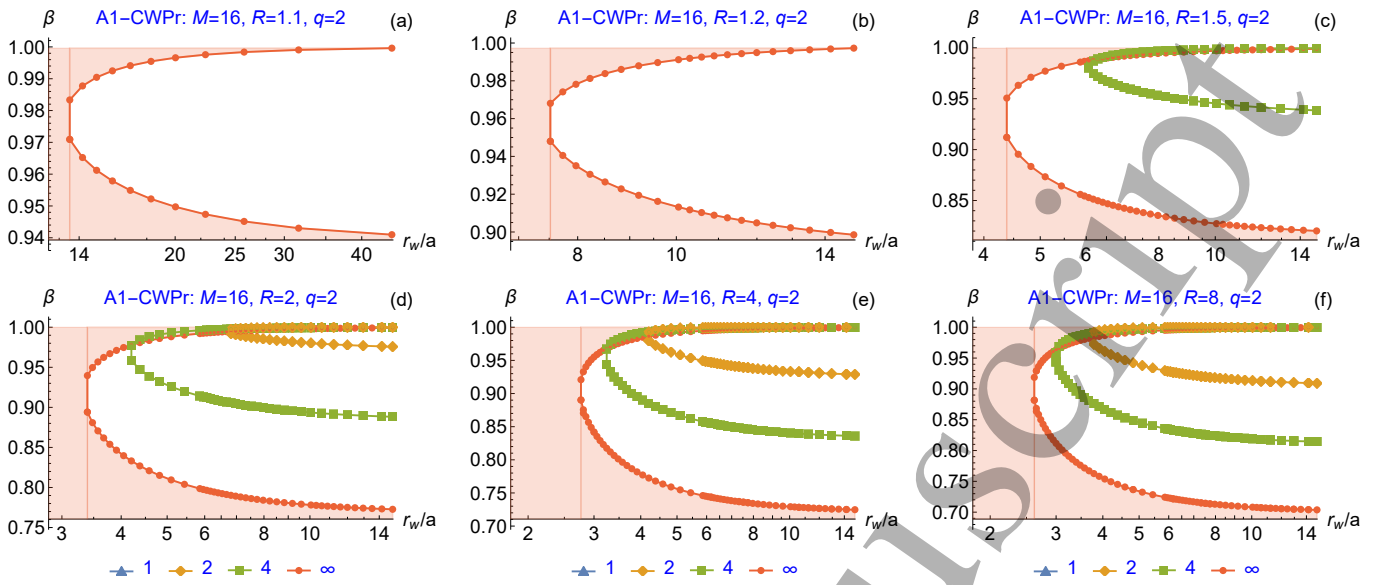 β A1−CWPr: M=16, R=1.1, q=2 (a)
1.00
0.99
0.98
0.97
0.96
0.95
0.94
14 20 25 30 40 r_w/a
β A1−CWPr: M=16, R=1.2, q=2 (b)
1.00
0.98
0.96
0.94
0.92
0.90
8 10 14 r_w/a
β A1−CWPr: M=16, R=1.5, q=2 (c)
1.00
0.95
0.90
0.85
4 5 6 8 10 14 r_w/a
β A1−CWPr: M=16, R=2, q=2 (d)
1.00
0.95
0.90
0.85
0.80
0.75
3 4 5 6 8 10 14 r_w/a
1 2 4 ∞
β A1−CWPr: M=16, R=4, q=2 (e)
1.00
0.95
0.90
0.85
0.80
0.75
0.70
2 3 4 5 6 8 10 14 r_w/a
1 2 4 ∞
β A1−CWPr: M=16, R=8, q=2 (f)
1.00
0.95
0.90
0.85
0.80
0.75
0.70
2 3 4 5 6 8 10 14 r_w/a
1 2 4 ∞
uscript